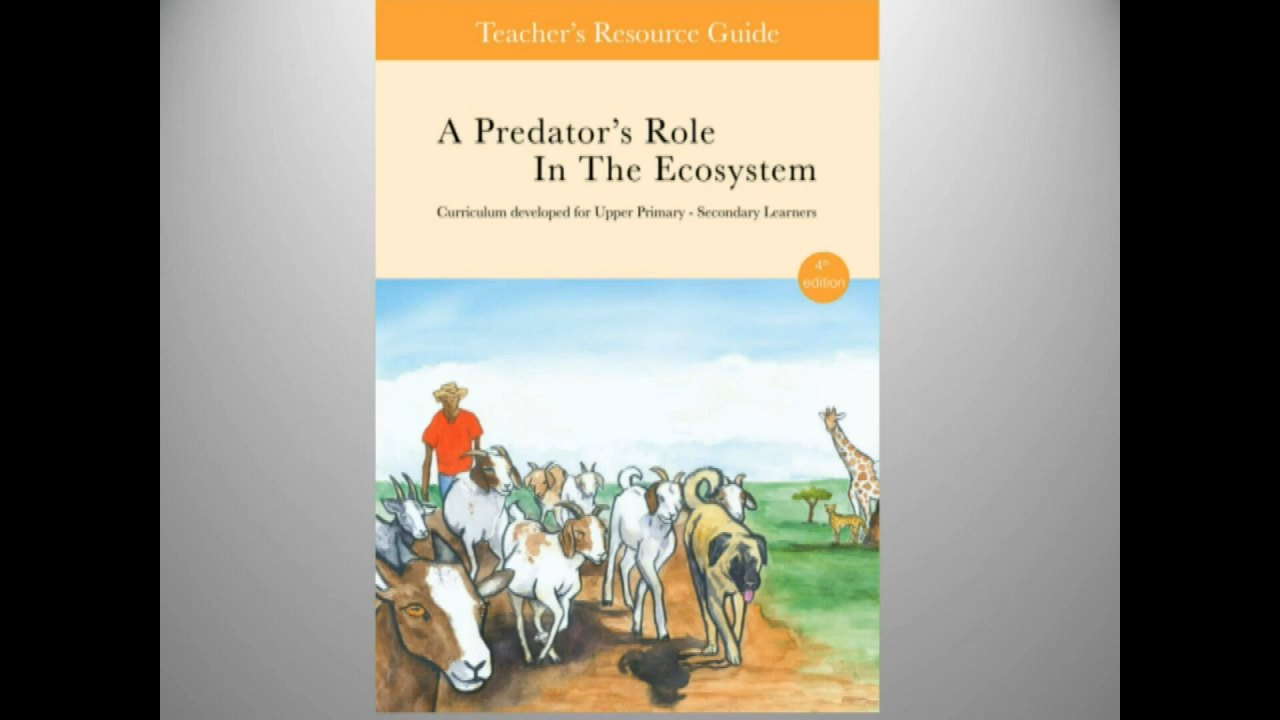 Teacher's Resource Guide
A Predator's Role
In The Ecosystem
Curriculum developed for Upper Primary - Secondary Learners
4th
edition